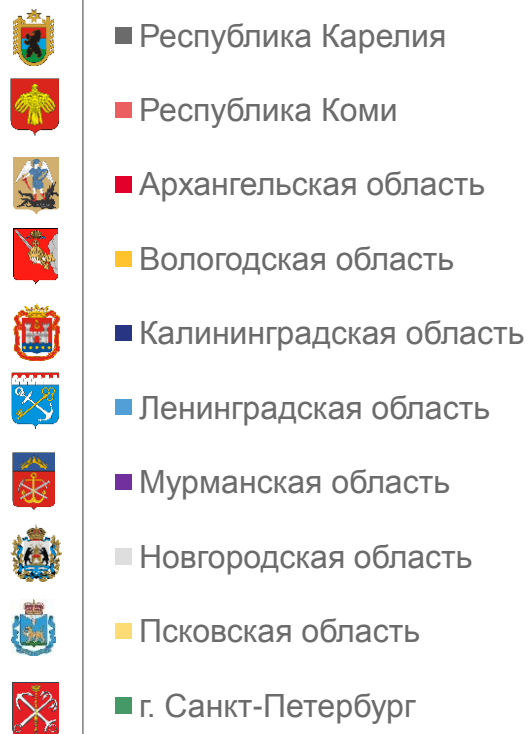 Республика Карелия
Республика Коми
Архангельская область
Вологодская область
Калининградская область
Ленинградская область
Мурманская область
Новгородская область
Псковская область
г. Санкт-Петербург